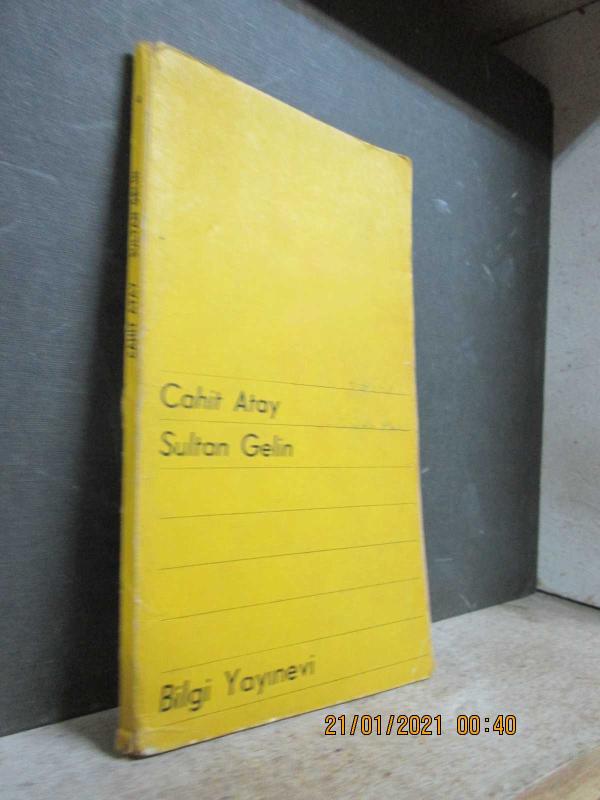 Cahit Atay
Sultan Gelin
Bilgi Yayınevi
CAHİT ATAY SULTAN GELİN
21/01/2021 00:40